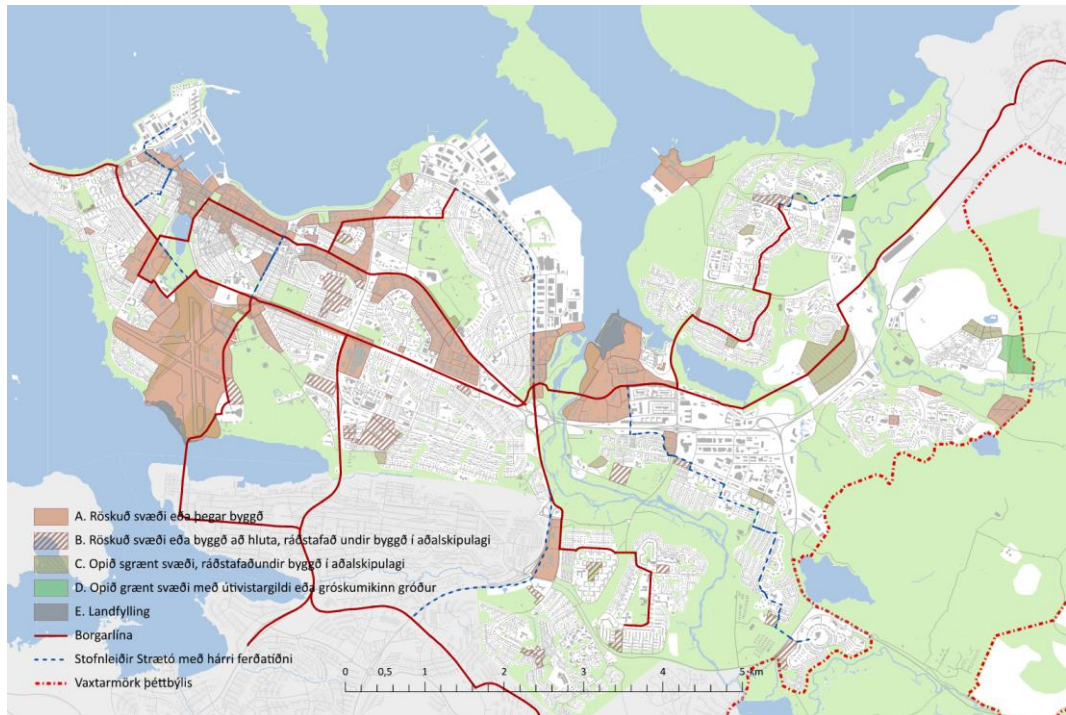 A. Röskuð svæði eða þegar byggð
B. Röskuð svæði eða byggð að hluta, ráðstafað undir byggð í aðalskipulagi
C. Opið sgrænt svæði, ráðstafaðundir byggð í aðalskipulagi
D. Opið grænt svæði með útivistargildi eða gróskumikinn gróður
E. Landfylling
Borgarlína
Stofnleiðir Strætó með hárri ferðatíðni
Vaxtarmörk þéttbýlis
0 0,5 1 2 3 4 5 km